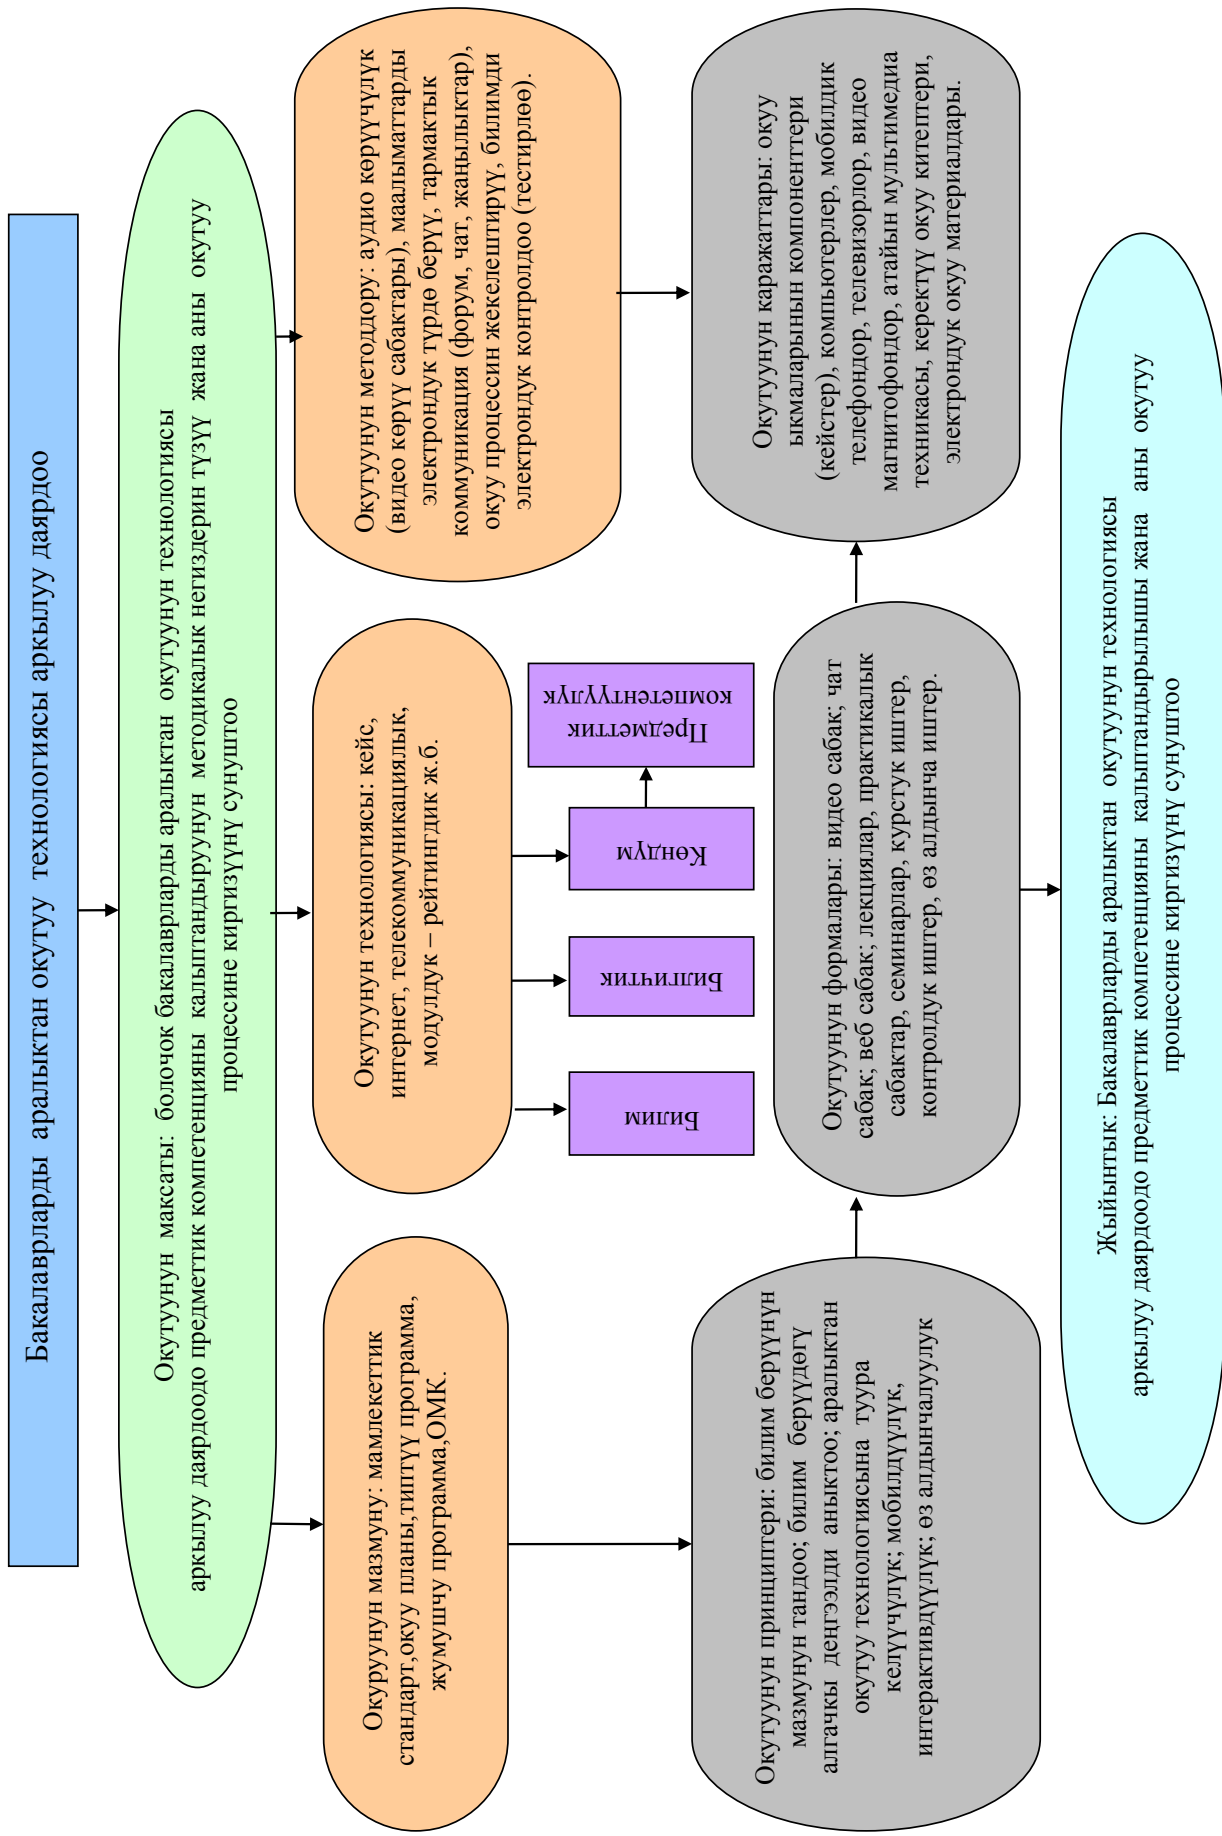 Бакалаврларды аралыктан окутуу технологиясы аркылуу даярдоо
Окутуунун максаты: болочок бакалаврларды аралыктан окутуунун технологиясы
аркылуу даярдоодо предметтик компетенцияны калыптандыруунун методикалык негиздерин түзүү жана аны окутуу
процессине киргизүүнү сунуштоо
Окуруунун мазмуну: мамлекеттик
стандарт,окуу планы,типтүү программа,
жумушчу программа,ОМК.
Окутуунун технологиясы: кейс,
интернет, телекоммуникациялык,
модулдук – рейтингдик ж.б.
Окутуунун методдору: аудио көрүүчүлүк
(видео көрүү сабактары), маалыматтарды
электрондук түрдө берүү, тармактык
коммуникация (форум, чат, жаңылыктар),
окуу процессин жекелештирүү, билимди
электрондук контролдоо (тестирлөө).
Билим
Билгичтик
Көндүм
Предметтик
компетентүүлүк
Окутуунун принциптери: билим берүүнүн
мазмунун тандоо; билим берүүдөгү
алгачкы деңгээлди аныктоо; аралыктан
окутуу технологиясына туура
келүүчүлүк; мобилдүүлүк,
интерактивдүүлүк; өз алдынчалуулук
Окутуунун формалары: видео сабак; чат
сабак; веб сабак; лекциялар, практикалык
сабактар, семинарлар, курстук иштер,
контролдук иштер, өз алдынча иштер.
Окутуунун каражаттары: окуу
ыкмаларынын компоненттери
(кейстер), компьютерлер, мобилдик
телефондор, телевизорлор, видео
магнитофондор, атайын мультимедиа
техникасы, керектүү окуу китептери,
электрондук окуу материалдары.
Жыйынтык: Бакалаврларды аралыктан окутуунун технологиясы
аркылуу даярдоодо предметтик компетенцияны калыптандырылышы жана аны окутуу
процессине киргизүүнү сунуштоо